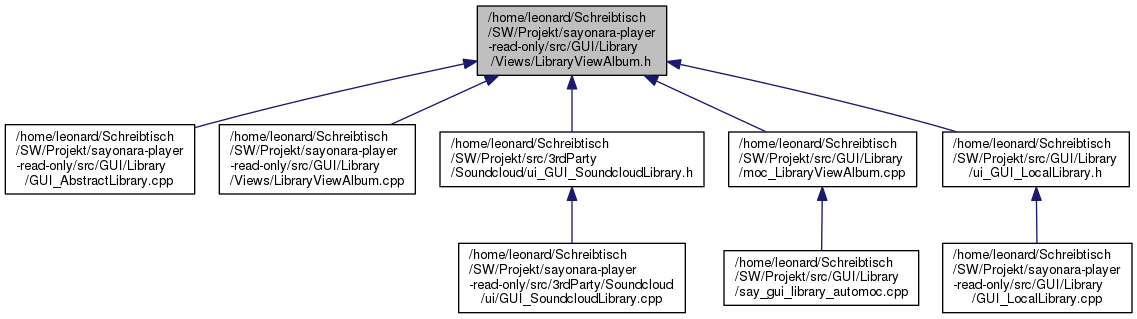 /home/leonard/Schreibtisch
/SW/Projekt/sayonara-player
-read-only/src/GUI/Library
/Views/LibraryViewAlbum.h
/home/leonard/Schreibtisch
/SW/Projekt/sayonara-player
-read-only/src/GUI/Library
/GUI_AbstractLibrary.cpp
/home/leonard/Schreibtisch
/SW/Projekt/sayonara-player
-read-only/src/GUI/Library
/Views/LibraryViewAlbum.cpp
/home/leonard/Schreibtisch
/SW/Projekt/src/3rdParty
/Soundcloud/ui_GUI_SoundcloudLibrary.h
/home/leonard/Schreibtisch
/SW/Projekt/src/GUI/Library
/moc_LibraryViewAlbum.cpp
/home/leonard/Schreibtisch
/SW/Projekt/src/GUI/Library
/ui_GUI_LocalLibrary.h
/home/leonard/Schreibtisch
/SW/Projekt/sayonara-player
-read-only/src/3rdParty/Soundcloud
/ui/GUI_SoundcloudLibrary.cpp
/home/leonard/Schreibtisch
/SW/Projekt/src/GUI/Library
/say_gui_library_automoc.cpp
/home/leonard/Schreibtisch
/SW/Projekt/sayonara-player
-read-only/src/GUI/Library
/GUI_LocalLibrary.cpp